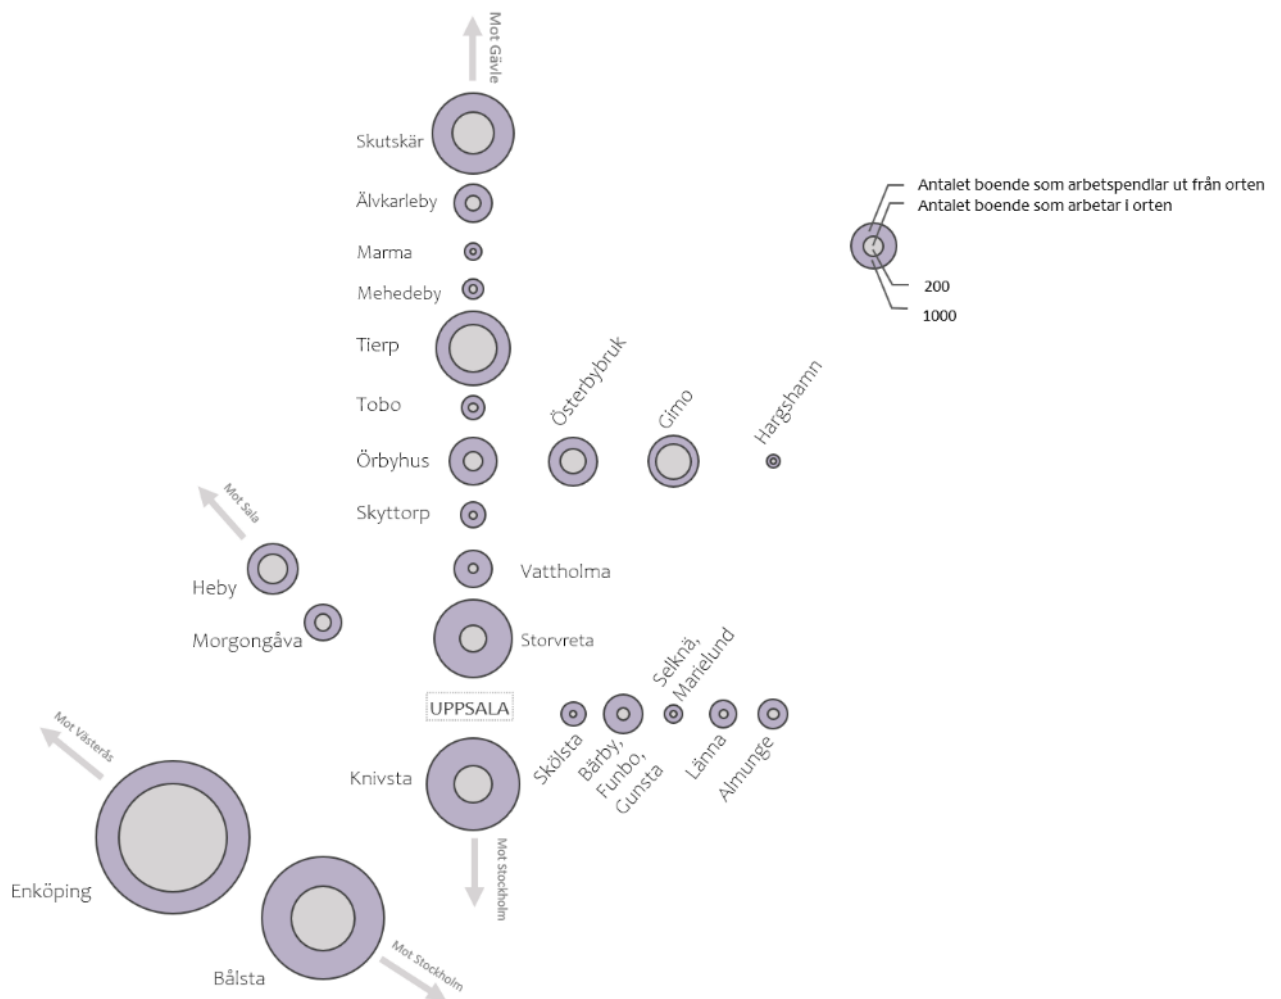 Mot Gävle
Skutskär
Älvkarleby
Antalet boende som arbetspendlar ut från orten
Antalet boende som arbetar i orten
Marma
Mehedeby
200
1000
Tierp
Österbybruk
Gimo
Hargshamn
Tobo
Örbyhus
Skyttorp
Mot Sala
Heby
Vattholma
Morgongåva
Storvreta
Selknä,
Marielund
UPPSALA
Skölsta
Bärby,
Funbo,
Gunsta
Länna
Almunge
Mot Västerås
Knivsta
Mot Stockholm
Enköping
Bålsta
Mot Stockholm